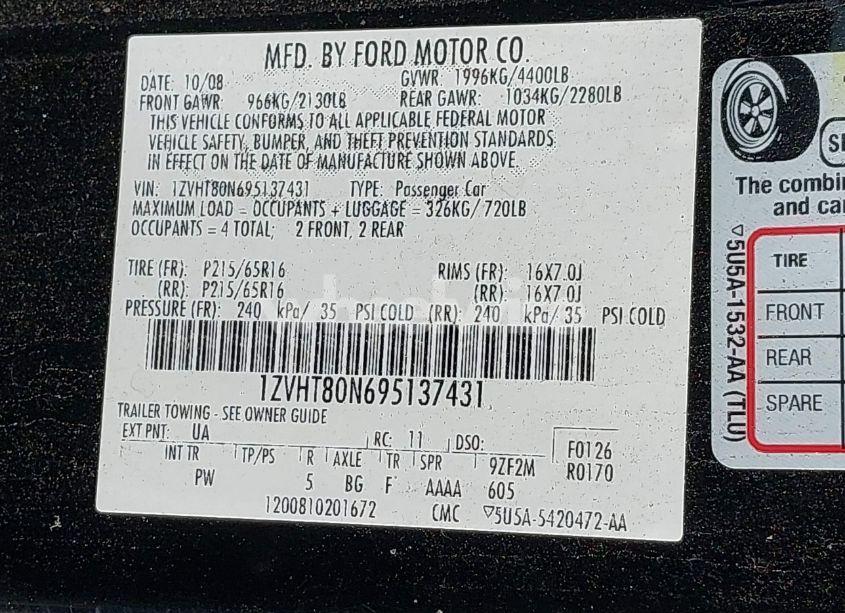 MFD. BY FORD MOTOR CO.
DATE: 10/08 GVWR: 1996KG/4400LB
FRONT GAWR: 966KG/2130LB REAR GAWR: 1034KG/2280LB
THIS VEHICLE CONFORMS TO ALL APPLICABLE FEDERAL MOTOR
VEHICLE SAFETY, BUMPER, AND THEFT PREVENTION STANDARDS
IN EFFECT ON THE DATE OF MANUFACTURE SHOWN ABOVE.
VIN: 1ZVHT80N695137431 TYPE: Passenger Car
MAXIMUM LOAD = OCCUPANTS + LUGGAGE = 326KG/720LB
OCCUPANTS = 4 TOTAL; 2 FRONT, 2 REAR
TIRE (FR): P215/65R16 RIMS (FR): 16X7.0J
(RR): P215/65R16 (RR): 16X7.0J
PRESSURE (FR): 240 kPa/ 35 PSI COLD (RR): 240 kPa/ 35 PSI COLD
1ZVHT80N695137431
TRAILER TOWING - SEE OWNER GUIDE
EXT PNT: UA RC: 11 DSO: F0126
INT TR TP/PS R AXLE TR SPR 9ZF2M R0170
PW 5 BG F AAAA 605
1200810201672 CMC ▽5U5A-5420472-AA
The combi
and ca
▽5U5A-1532-AA (TLU)
TIRE
FRONT
REAR
SPARE